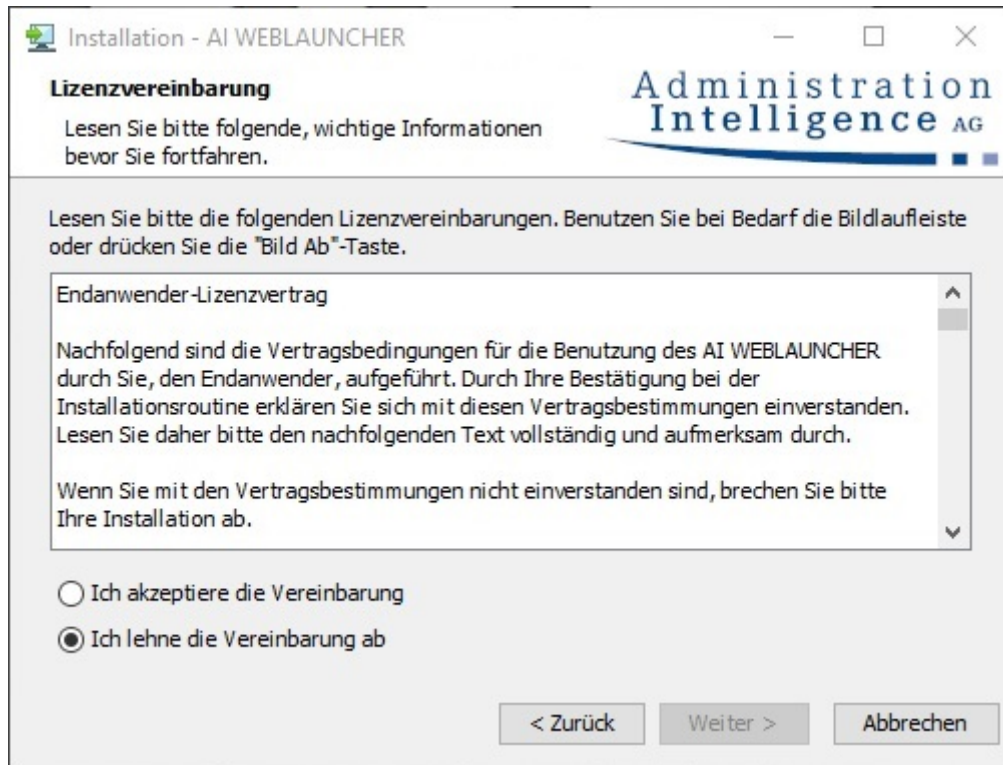 Installation - AI WEBLAUNCHER
Lizenzvereinbarung
Lesen Sie bitte folgende, wichtige Informationen
bevor Sie fortfahren.
Administration
Intelligence AG
Lesen Sie bitte die folgenden Lizenzvereinbarungen. Benutzen Sie bei Bedarf die Bildlaufleiste
oder drücken Sie die "Bild Ab"-Taste.
Endanwender-Lizenzvertrag
Nachfolgend sind die Vertragsbedingungen für die Benutzung des AI WEBLAUNCHER
durch Sie, den Endanwender, aufgeführt. Durch Ihre Bestätigung bei der
Installationsroutine erklären Sie sich mit diesen Vertragsbestimmungen einverstanden.
Lesen Sie daher bitte den nachfolgenden Text vollständig und aufmerksam durch.
Wenn Sie mit den Vertragsbestimmungen nicht einverstanden sind, brechen Sie bitte
Ihre Installation ab.
Ich akzeptiere die Vereinbarung
Ich lehne die Vereinbarung ab
< Zurück
Weiter >
Abbrechen